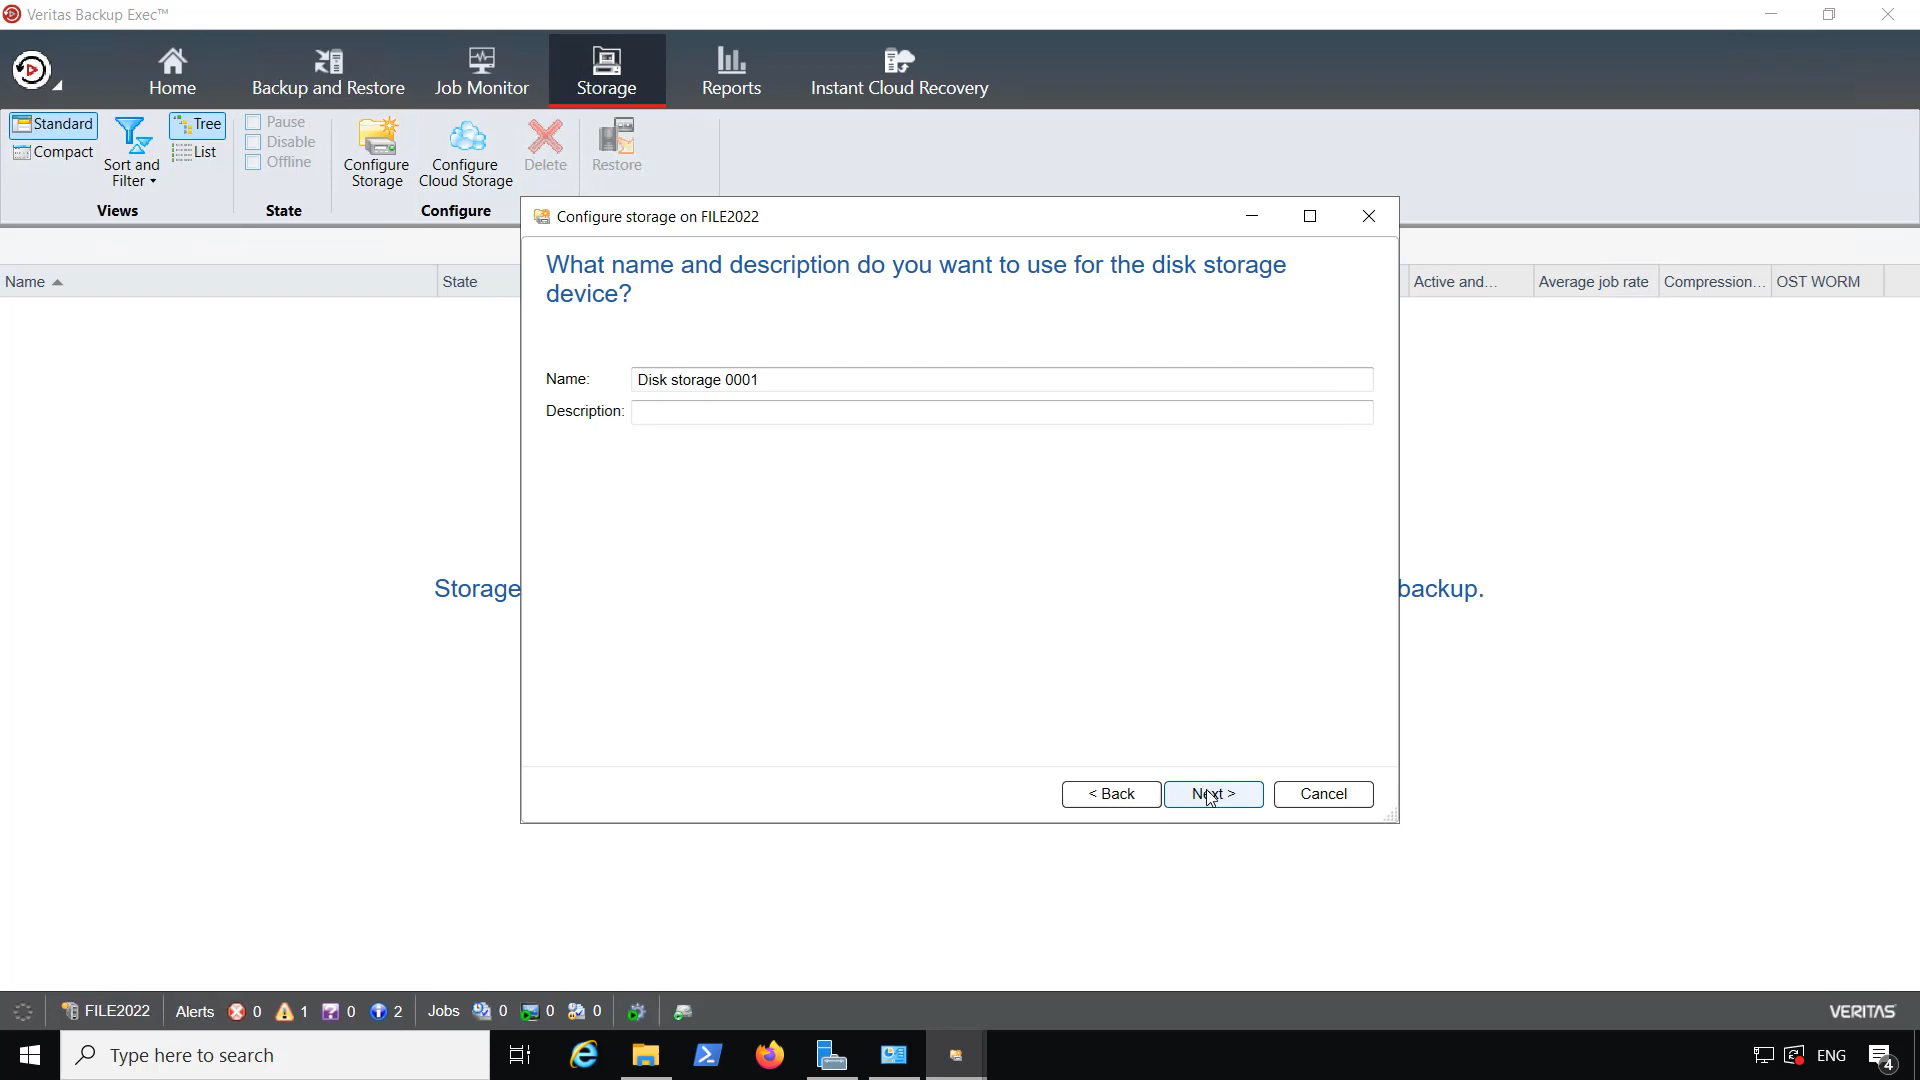 Veritas Backup Exec™
Home
Backup and Restore
Job Monitor
Storage
Reports
Instant Cloud Recovery
Standard
Compact
Sort and
Filter
Tree
List
Views
Pause
Disable
Offline
State
Configure
Storage
Configure
Cloud Storage
Delete
Restore
Configure
Configure storage on FILE2022
What name and description do you want to use for the disk storage
device?
Name: Disk storage 0001
Description:
< Back
Next >
Cancel
Name
State
Active and...
Average job rate
Compression...
OST WORM
Storage
backup.
FILE2022
Alerts 0 1 0 2
Jobs 0 0 0
VERITAS
Type here to search
ENG
4